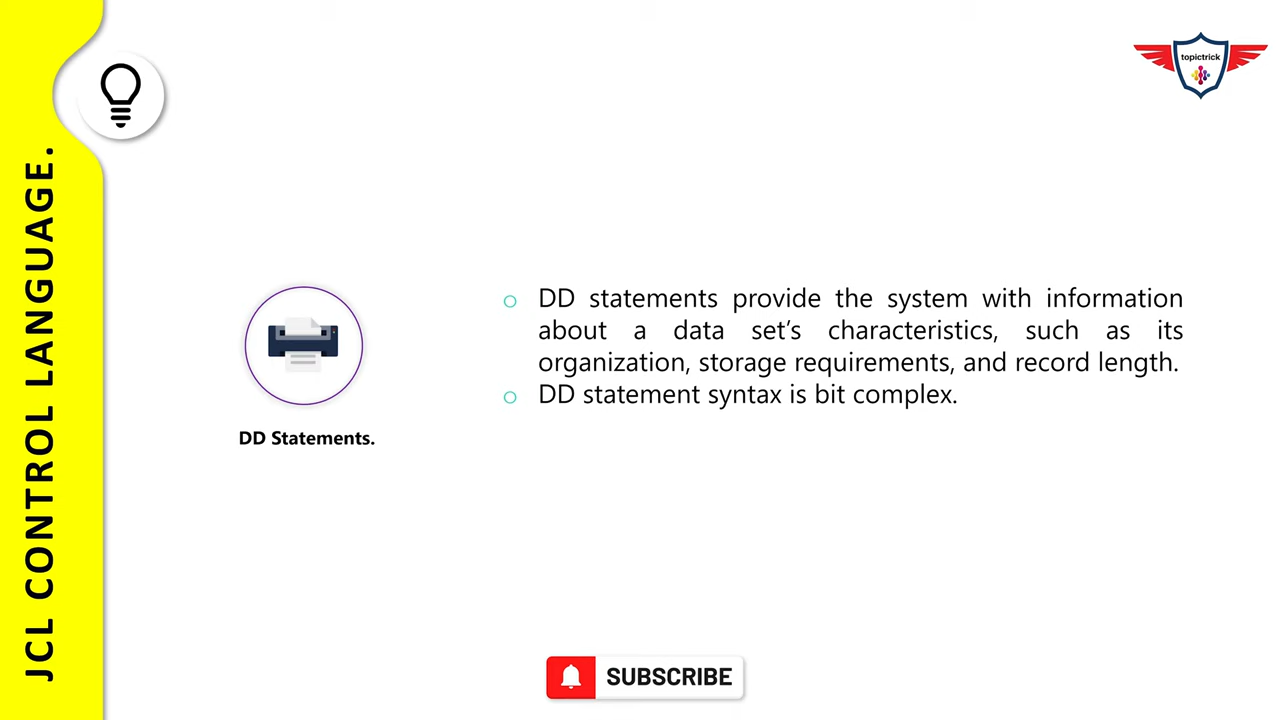 JCL CONTROL LANGUAGE.
topictrick
DD statements provide the system with information
about a data set’s characteristics, such as its
organization, storage requirements, and record length.
DD statement syntax is bit complex.
DD Statements.
SUBSCRIBE